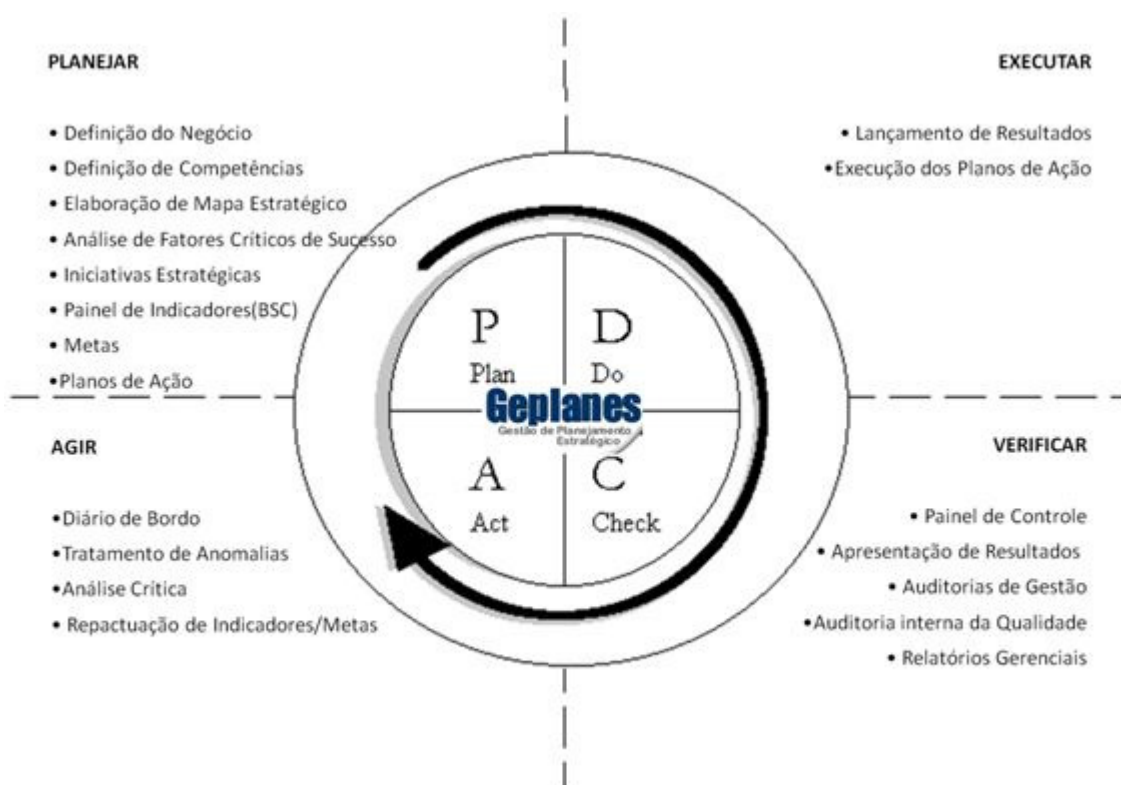 PLANEJAR
• Definição do Negócio
• Definição de Competências
• Elaboração de Mapa Estratégico
• Análise de Fatores Críticos de Sucesso
• Iniciativas Estratégicas
• Painel de Indicadores(BSC)
• Metas
•Planos de Ação
EXECUTAR
• Lançamento de Resultados
•Execução dos Planos de Ação
P
Plan
D
Do
Geplanes
Gestão de Planejamento
Estratégico
A
Act
C
Check
AGIR
•Diário de Bordo
•Tratamento de Anomalias
•Análise Crítica
• Repactuação de Indicadores/Metas
VERIFICAR
• Painel de Controle
• Apresentação de Resultados
• Auditorias de Gestão
•Auditoria interna da Qualidade
• Relatórios Gerenciais